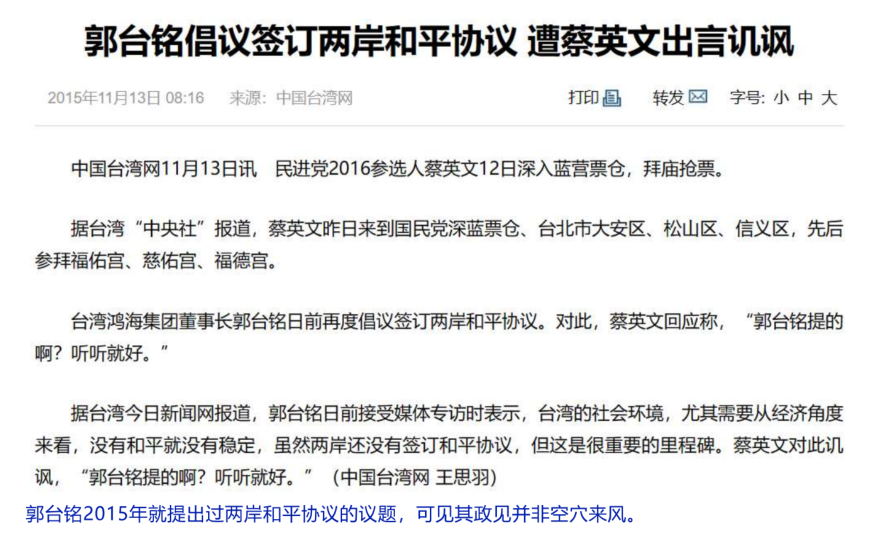 郭台铭倡议签订两岸和平协议 遭蔡英文出言讥讽
2015年11月13日 08:16 来源：中国台湾网 打印 转发 字号：小 中 大
中国台湾网11月13日讯 民进党2016参选人蔡英文12日深入蓝营票仓，拜庙抢票。
据台湾“中央社”报道，蔡英文昨日来到国民党深蓝票仓、台北市大安区、松山区、信义区，先后
参拜福佑宫、慈佑宫、福德宫。
台湾鸿海集团董事长郭台铭日前再度倡议签订两岸和平协议。对此，蔡英文回应称，“郭台铭提的
啊？听听就好。”
据台湾今日新闻网报道，郭台铭日前接受媒体专访时表示，台湾的社会环境，尤其需要从经济角度
来看，没有和平就没有稳定，虽然两岸还没有签订和平协议，但这是很重要的里程碑。蔡英文对此讥
讽，“郭台铭提的啊？听听就好。”（中国台湾网 王思羽）
郭台铭2015年就提出过两岸和平协议的议题，可见其政见并非空穴来风。